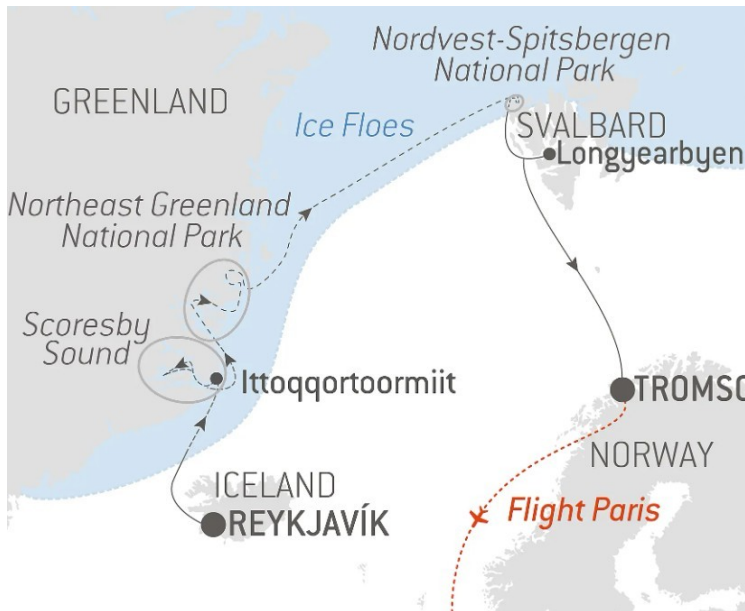 Nordvest-Spitsbergen
National Park
GREENLAND
Ice Floes
SVALBARD
Longyearbyen
Northeast Greenland
National Park
Scoresby
Sound
Ittoqqortoormiit
TROMSO
NORWAY
ICELAND
REYKJAVÍK
Flight Paris